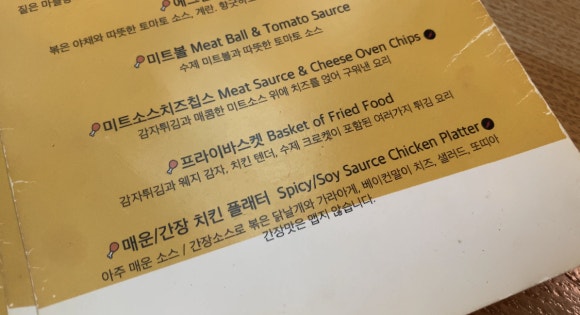 짙은
볶은 야채와 따뜻한 토마토 소스, 계란.
미트볼 Meat Ball & Tomato Saurce
수제 미트볼과 따뜻한 토마토 소스
미트소스치즈칩스 Meat Saurce & Cheese Oven Chips
감자튀김과 매콤한 미트소스 위에 치즈를 얹어 구워낸 요리
프라이바스켓 Basket of Fried Food
감자튀김과 웨지 감자, 치킨 텐더, 수제 크로켓이 포함된 여러가지 튀김 요리
매운/간장 치킨 플래터 Spicy/Soy Saurce Chicken Platter
아주 매운 소스 / 간장소스로 볶은 닭날개와 가라아게, 베이컨말이 치즈, 샐러드, 또띠아
간장맛은 맵지 않습니다.